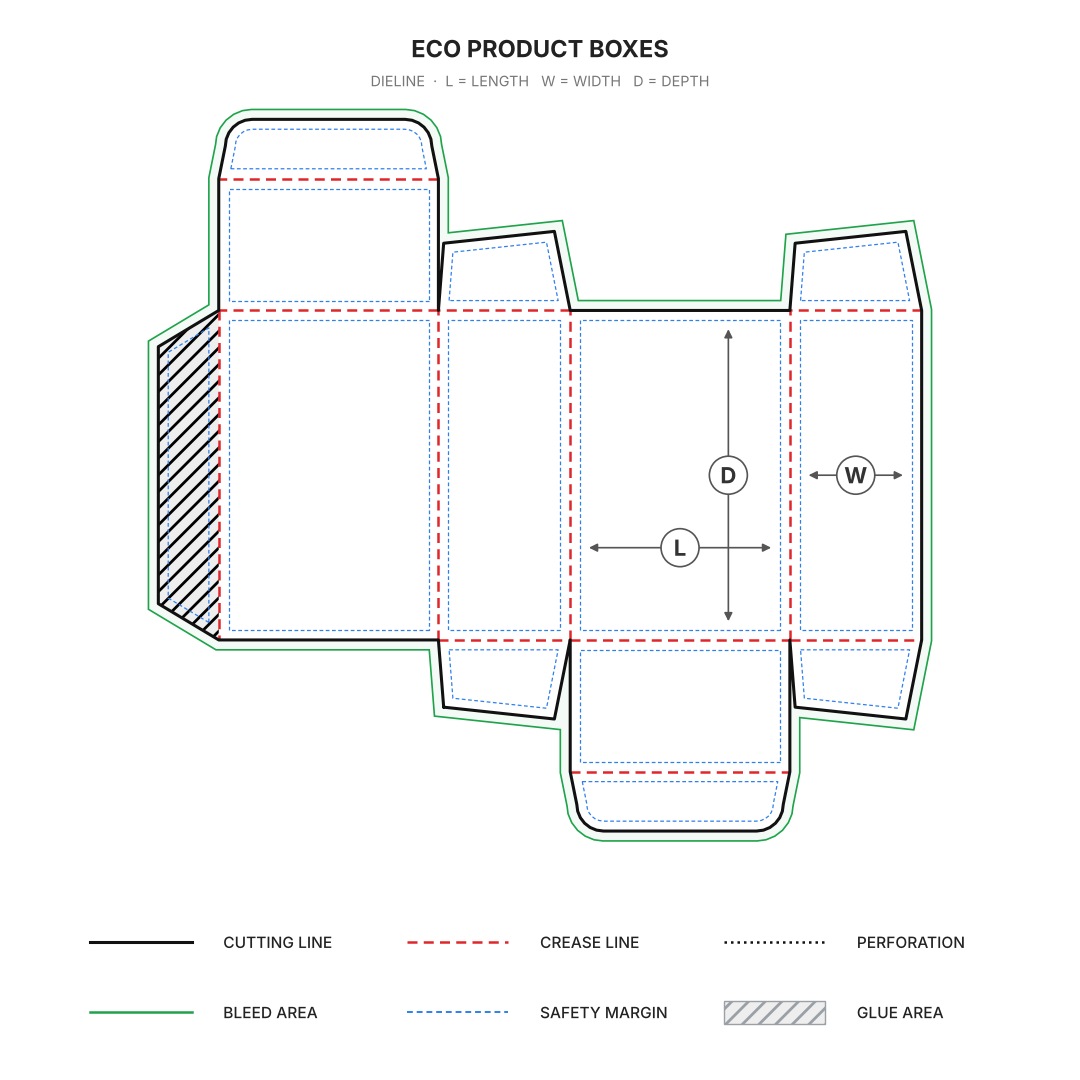 ECO PRODUCT BOXES
DIELINE · L = LENGTH W = WIDTH D = DEPTH
D
W
L
CUTTING LINE
CREASE LINE
PERFORATION
BLEED AREA
SAFETY MARGIN
GLUE AREA